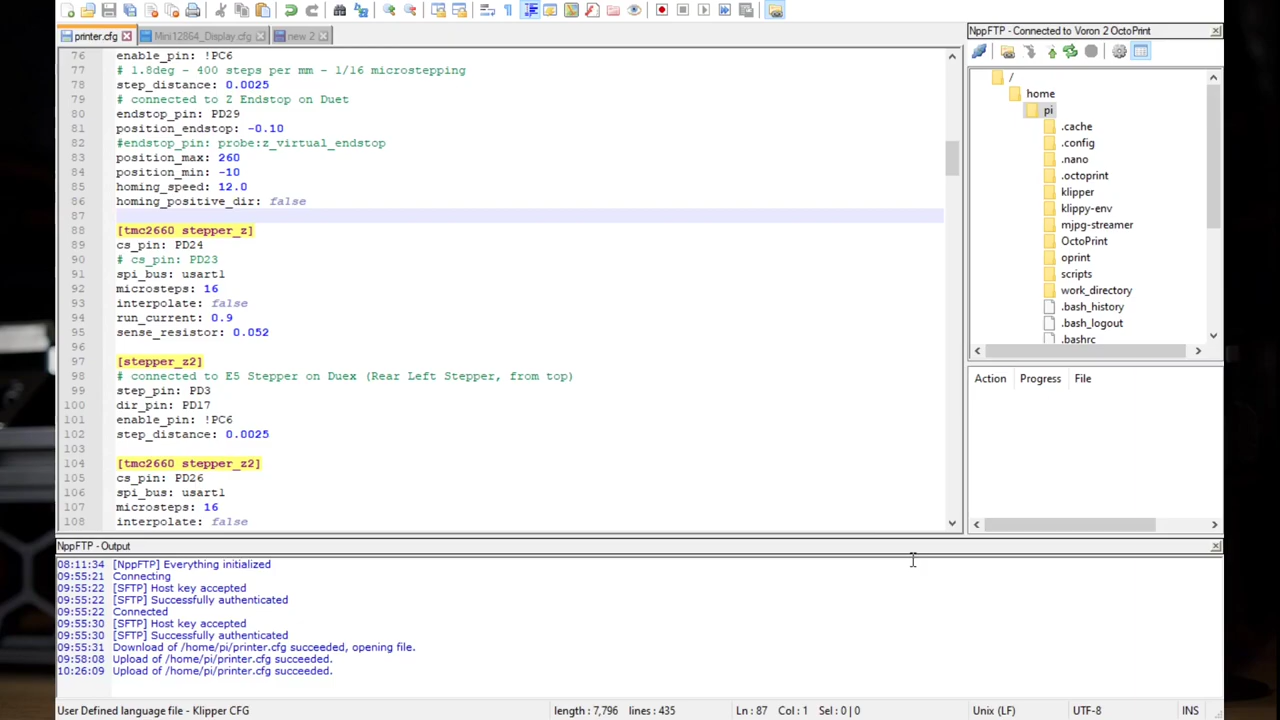 printer.cfg
Mini12864_Display.cfg
new 2
76 enable_pin: !PC6
77 # 1.8deg - 400 steps per mm - 1/16 microstepping
78 step_distance: 0.0025
79 # connected to Z Endstop on Duet
80 endstop_pin: PD29
81 position_endstop: -0.10
82 #endstop_pin: probe:z_virtual_endstop
83 position_max: 260
84 position_min: -10
85 homing_speed: 12.0
86 homing_positive_dir: false
87
88 [tmc2660 stepper_z]
89 cs_pin: PD24
90 # cs_pin: PD23
91 spi_bus: usart1
92 microsteps: 16
93 interpolate: false
94 run_current: 0.9
95 sense_resistor: 0.052
96
97 [stepper_z2]
98 # connected to E5 Stepper on Duex (Rear Left Stepper, from top)
99 step_pin: PD3
100 dir_pin: PD17
101 enable_pin: !PC6
102 step_distance: 0.0025
103
104 [tmc2660 stepper_z2]
105 cs_pin: PD26
106 spi_bus: usart1
107 microsteps: 16
108 interpolate: false
NppFTP - Connected to Voron 2 OctoPrint
/
home
pi
.cache
.config
.nano
.octoprint
klipper
klippy-env
mjpg-streamer
OctoPrint
oprint
scripts
work_directory
.bash_history
.bash_logout
.bashrc
Action Progress File
NppFTP - Output
08:11:34 [NppFTP] Everything initialized
09:55:21 Connecting
09:55:22 [SFTP] Host key accepted
09:55:22 [SFTP] Successfully authenticated
09:55:22 Connected
09:55:30 [SFTP] Host key accepted
09:55:30 [SFTP] Successfully authenticated
09:55:31 Download of /home/pi/printer.cfg succeeded, opening file.
09:58:08 Upload of /home/pi/printer.cfg succeeded.
10:26:09 Upload of /home/pi/printer.cfg succeeded.
User Defined language file - Klipper CFG length : 7,796 lines : 435 Ln : 87 Col : 1 Sel : 0 | 0 Unix (LF) UTF-8 INS